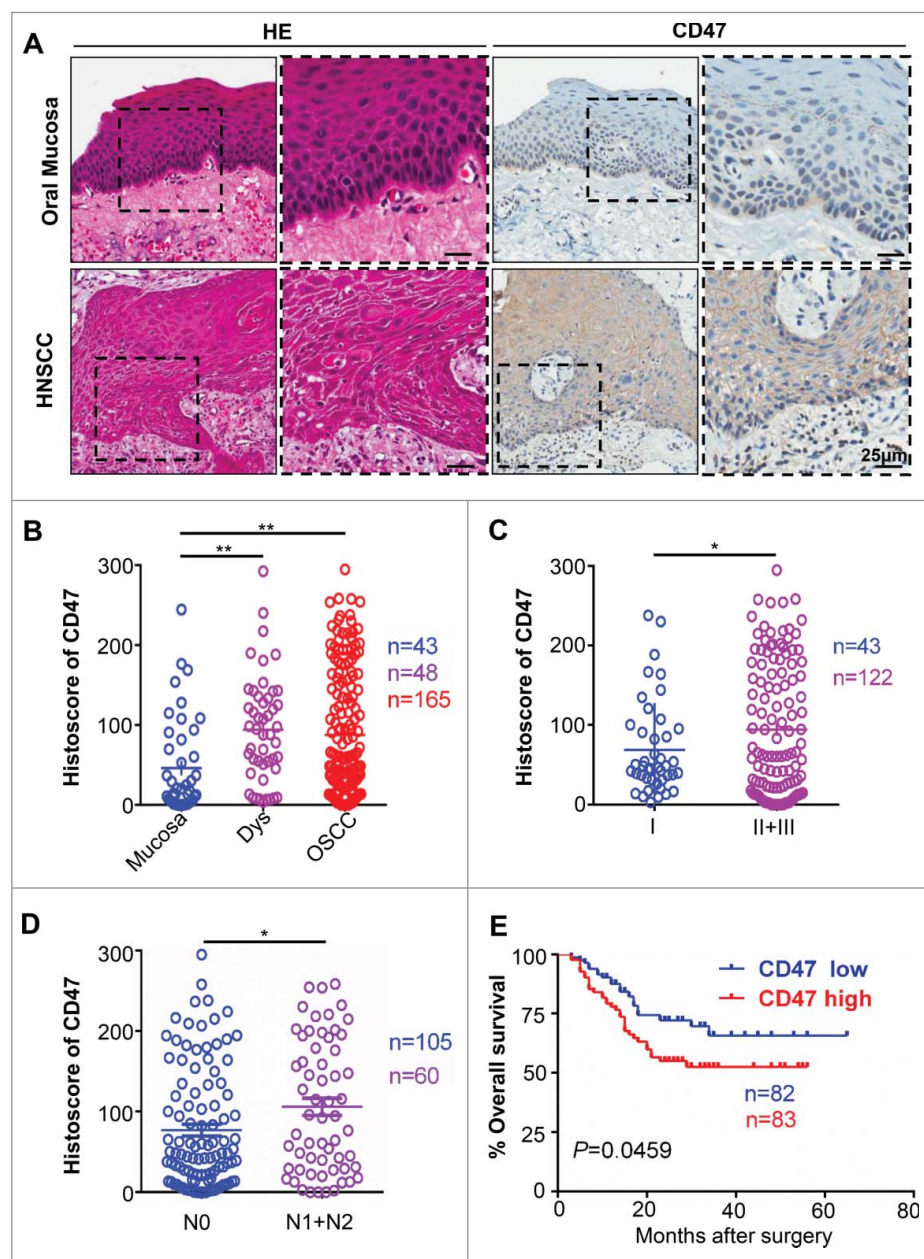 A
HE
CD47
Oral Mucosa
HNSCC
25μm
B
**
**
Histoscore of CD47
300
200
100
0
n=43
n=48
n=165
Mucosa
Dys
OSCC
C
*
Histoscore of CD47
300
200
100
0
n=43
n=122
I
II+III
D
*
Histoscore of CD47
300
200
100
0
n=105
n=60
N0
N1+N2
E
% Overall survival
100
75
50
25
0
CD47 low
CD47 high
n=82
n=83
P=0.0459
0
20
40
60
80
Months after surgery